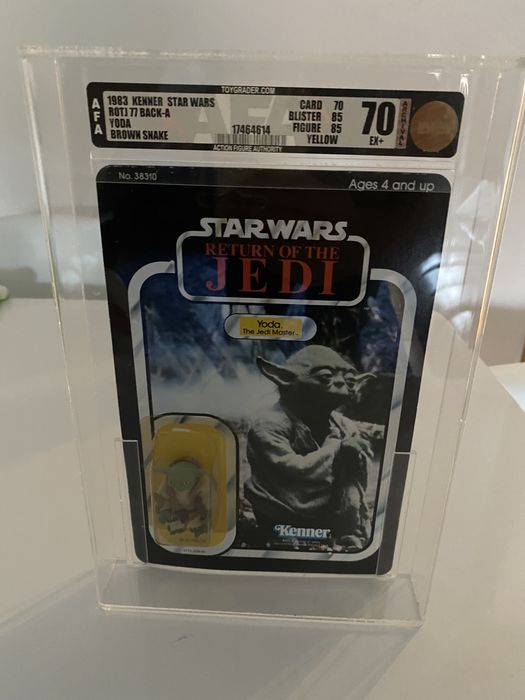 TOYGRADER.COM
AFA
1983 KENNER STAR WARS
ROTJ 77 BACK-A
YODA
BROWN SNAKE
17464614
CARD 70
BLISTER 85
FIGURE 85
YELLOW
70
EX+
ARCHIVAL
ACTION FIGURE AUTHORITY
No. 38310
Ages 4 and up
STAR WARS
RETURN OF THE
JEDI
Yoda,
The Jedi Master
Kenner